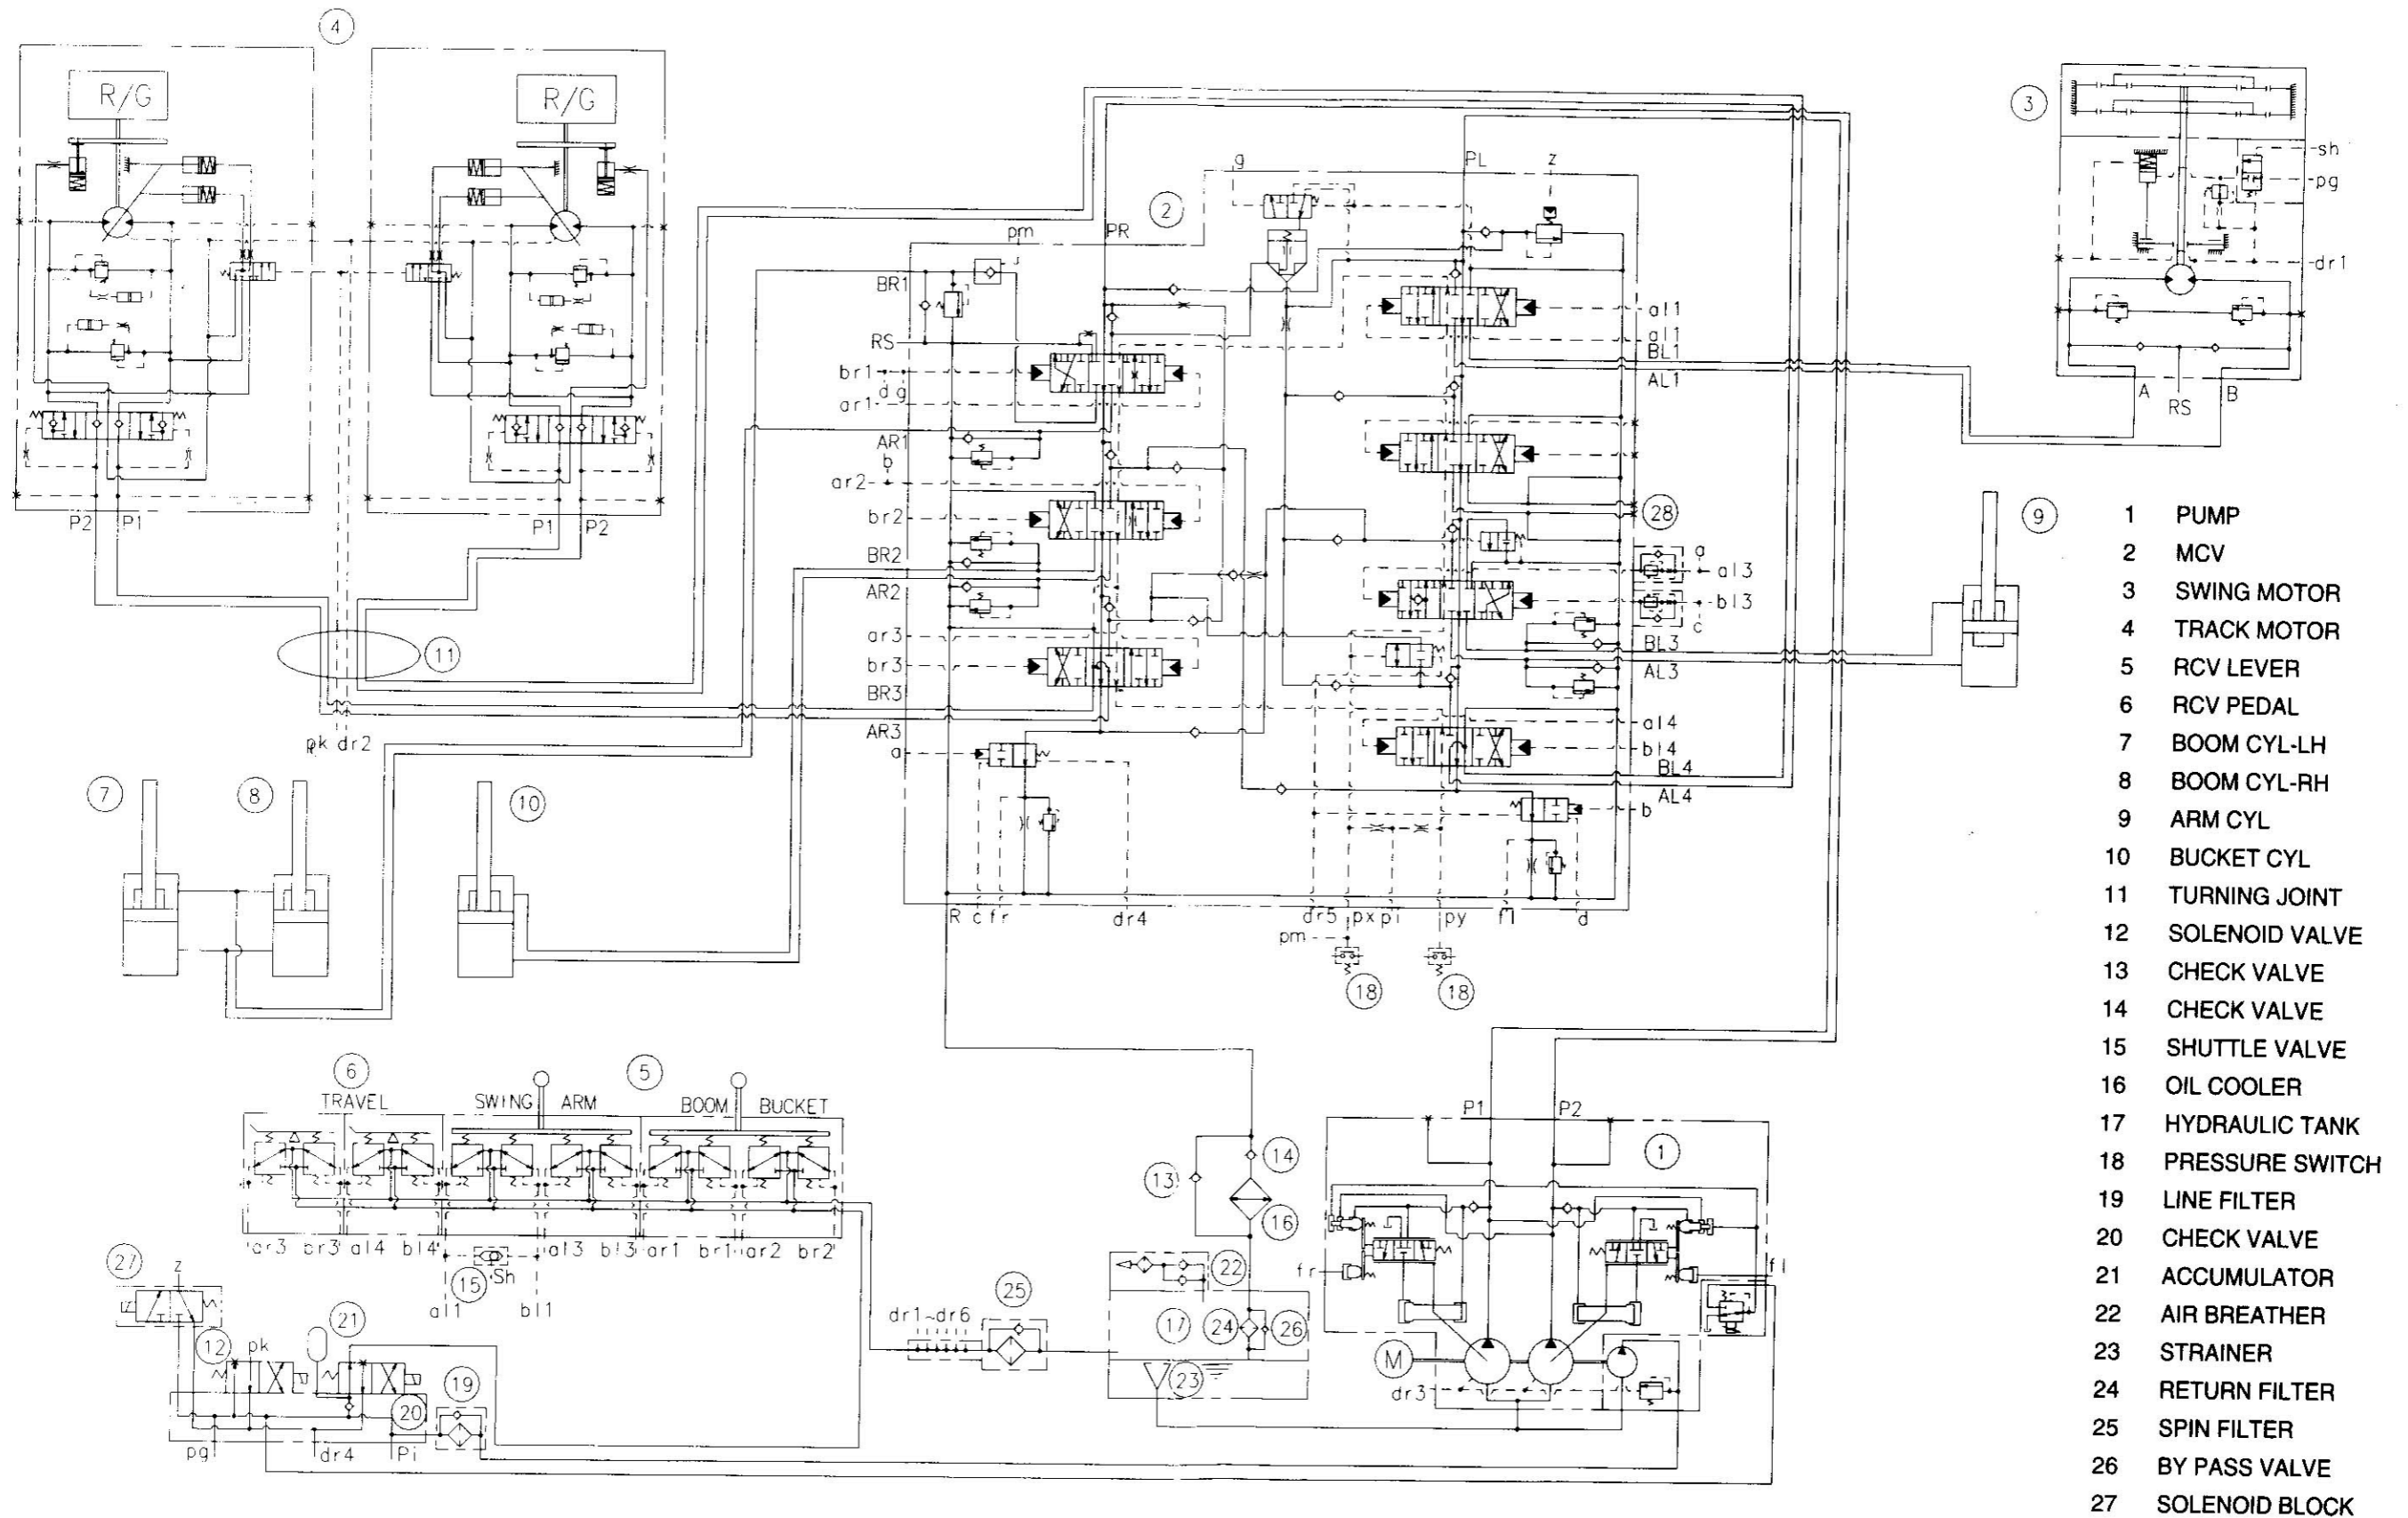 4
R/G
R/G
3
sh
pg
dr1
A
RS
B
P2
P1
P1
P2
11
pk
dr2
2
g
PL
z
pm
PR
BR1
RS
br1
dg
ar1
AR1
b
ar2
br2
BR2
AR2
ar3
br3
BR3
AR3
a
al1
al1
BL1
AL1
28
a
al3
bl3
c
BL3
AL3
al4
bl4
BL4
AL4
b
R
c
fr
dr4
dr5
px
pi
py
fl
d
pm
18
18
9
7
8
10
6
5
TRAVEL
SWING
ARM
BOOM
BUCKET
ar3
br3
al4
bl4
al3
bl3
ar1
br1
ar2
br2
15
Sh
al1
bl1
27
z
12
pk
21
20
19
pg
dr4
Pi
dr1~dr6
25
13
14
16
22
17
24
26
23
P1
P2
1
fr
fl
M
dr3
1 PUMP
2 MCV
3 SWING MOTOR
4 TRACK MOTOR
5 RCV LEVER
6 RCV PEDAL
7 BOOM CYL-LH
8 BOOM CYL-RH
9 ARM CYL
10 BUCKET CYL
11 TURNING JOINT
12 SOLENOID VALVE
13 CHECK VALVE
14 CHECK VALVE
15 SHUTTLE VALVE
16 OIL COOLER
17 HYDRAULIC TANK
18 PRESSURE SWITCH
19 LINE FILTER
20 CHECK VALVE
21 ACCUMULATOR
22 AIR BREATHER
23 STRAINER
24 RETURN FILTER
25 SPIN FILTER
26 BY PASS VALVE
27 SOLENOID BLOCK